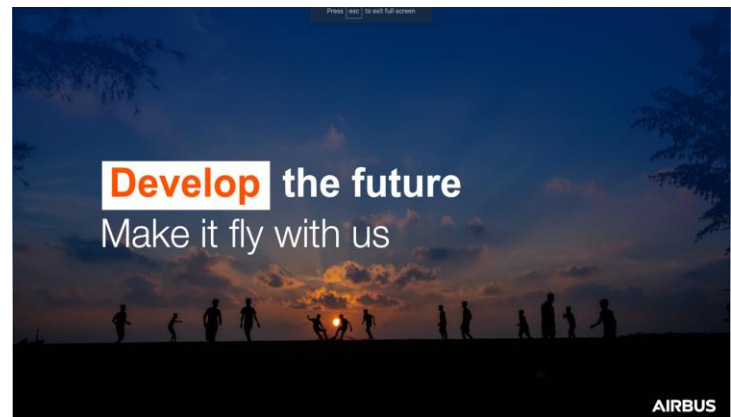 Press esc to exit full screen
Develop the future
Make it fly with us
AIRBUS